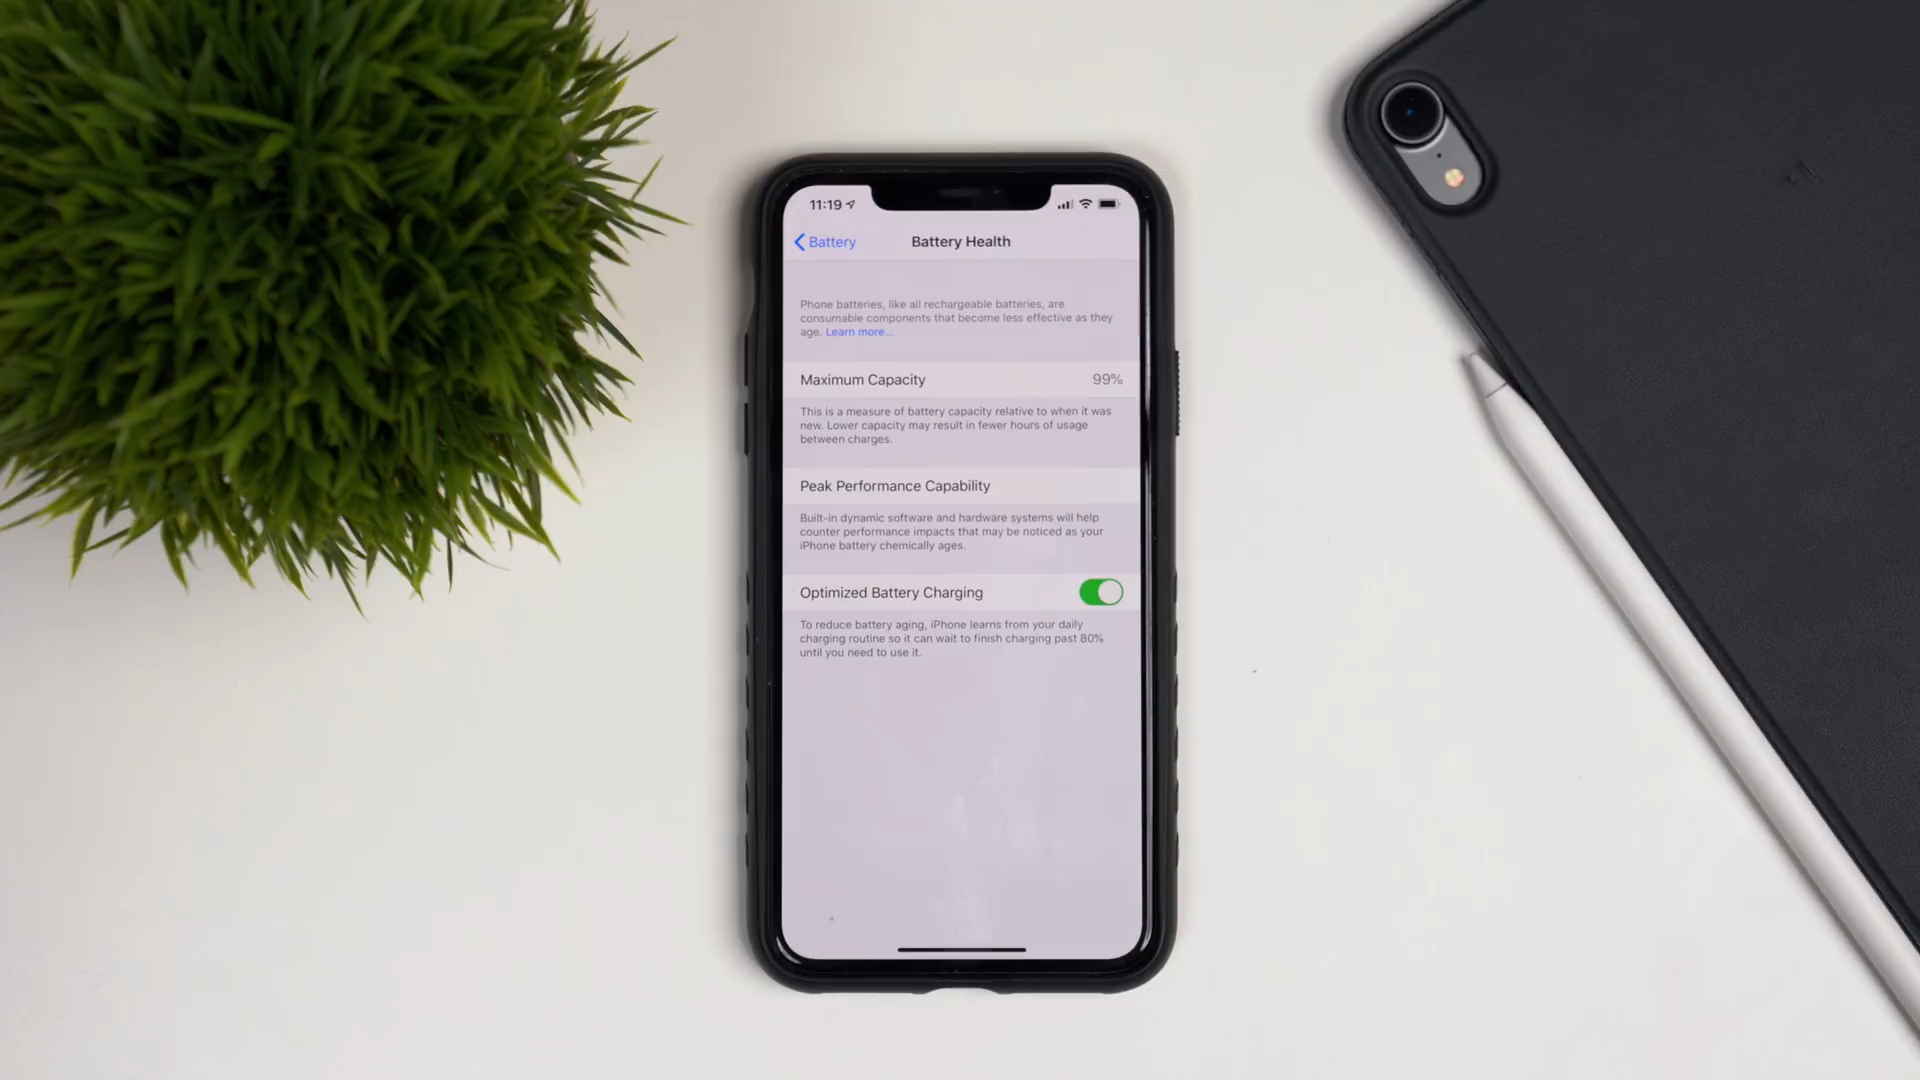 11:19
Battery
Battery Health
Phone batteries, like all rechargeable batteries, are
consumable components that become less effective as they
age. Learn more...
Maximum Capacity 99%
This is a measure of battery capacity relative to when it was
new. Lower capacity may result in fewer hours of usage
between charges.
Peak Performance Capability
Built-in dynamic software and hardware systems will help
counter performance impacts that may be noticed as your
iPhone battery chemically ages.
Optimized Battery Charging
To reduce battery aging, iPhone learns from your daily
charging routine so it can wait to finish charging past 80%
until you need to use it.